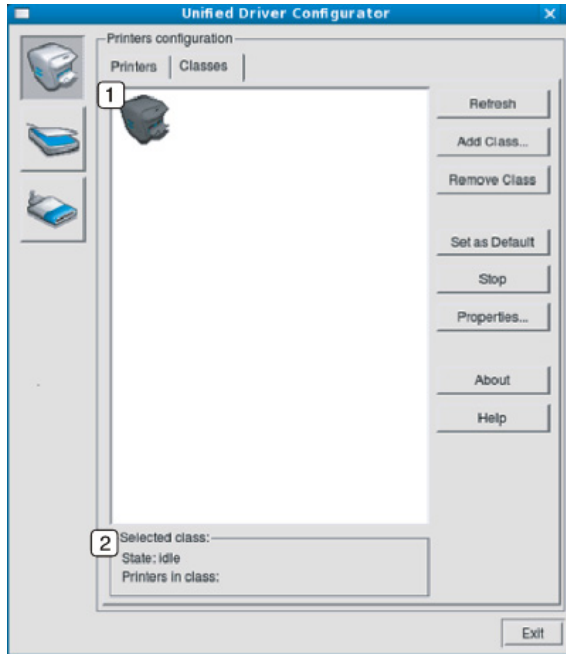 Unified Driver Configurator
Printers configuration
Printers
Classes
1
Refresh
Add Class...
Remove Class
Set as Default
Stop
Properties...
About
Help
2
Selected class:
State: idle
Printers in class:
Exit